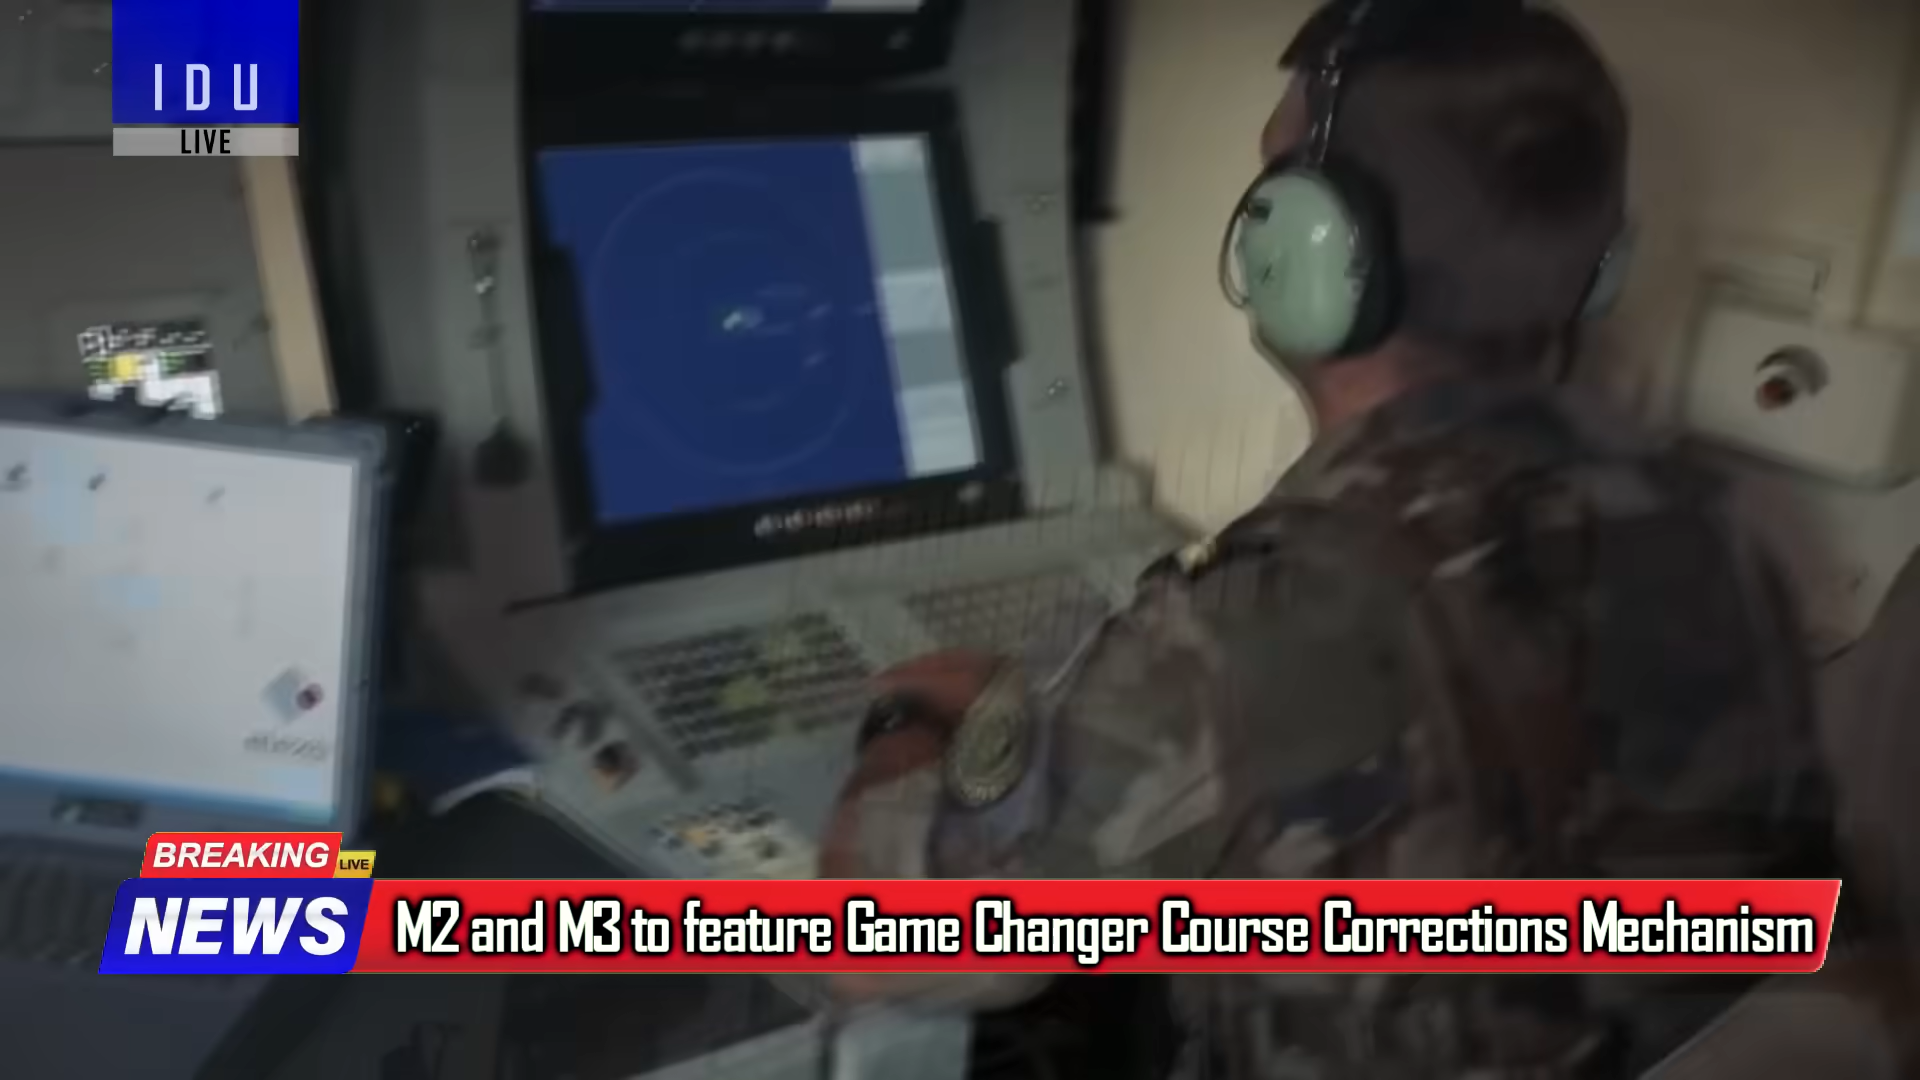 IDU
LIVE
BREAKING
LIVE
NEWS
M2 and M3 to feature Game Changer Course Corrections Mechanism